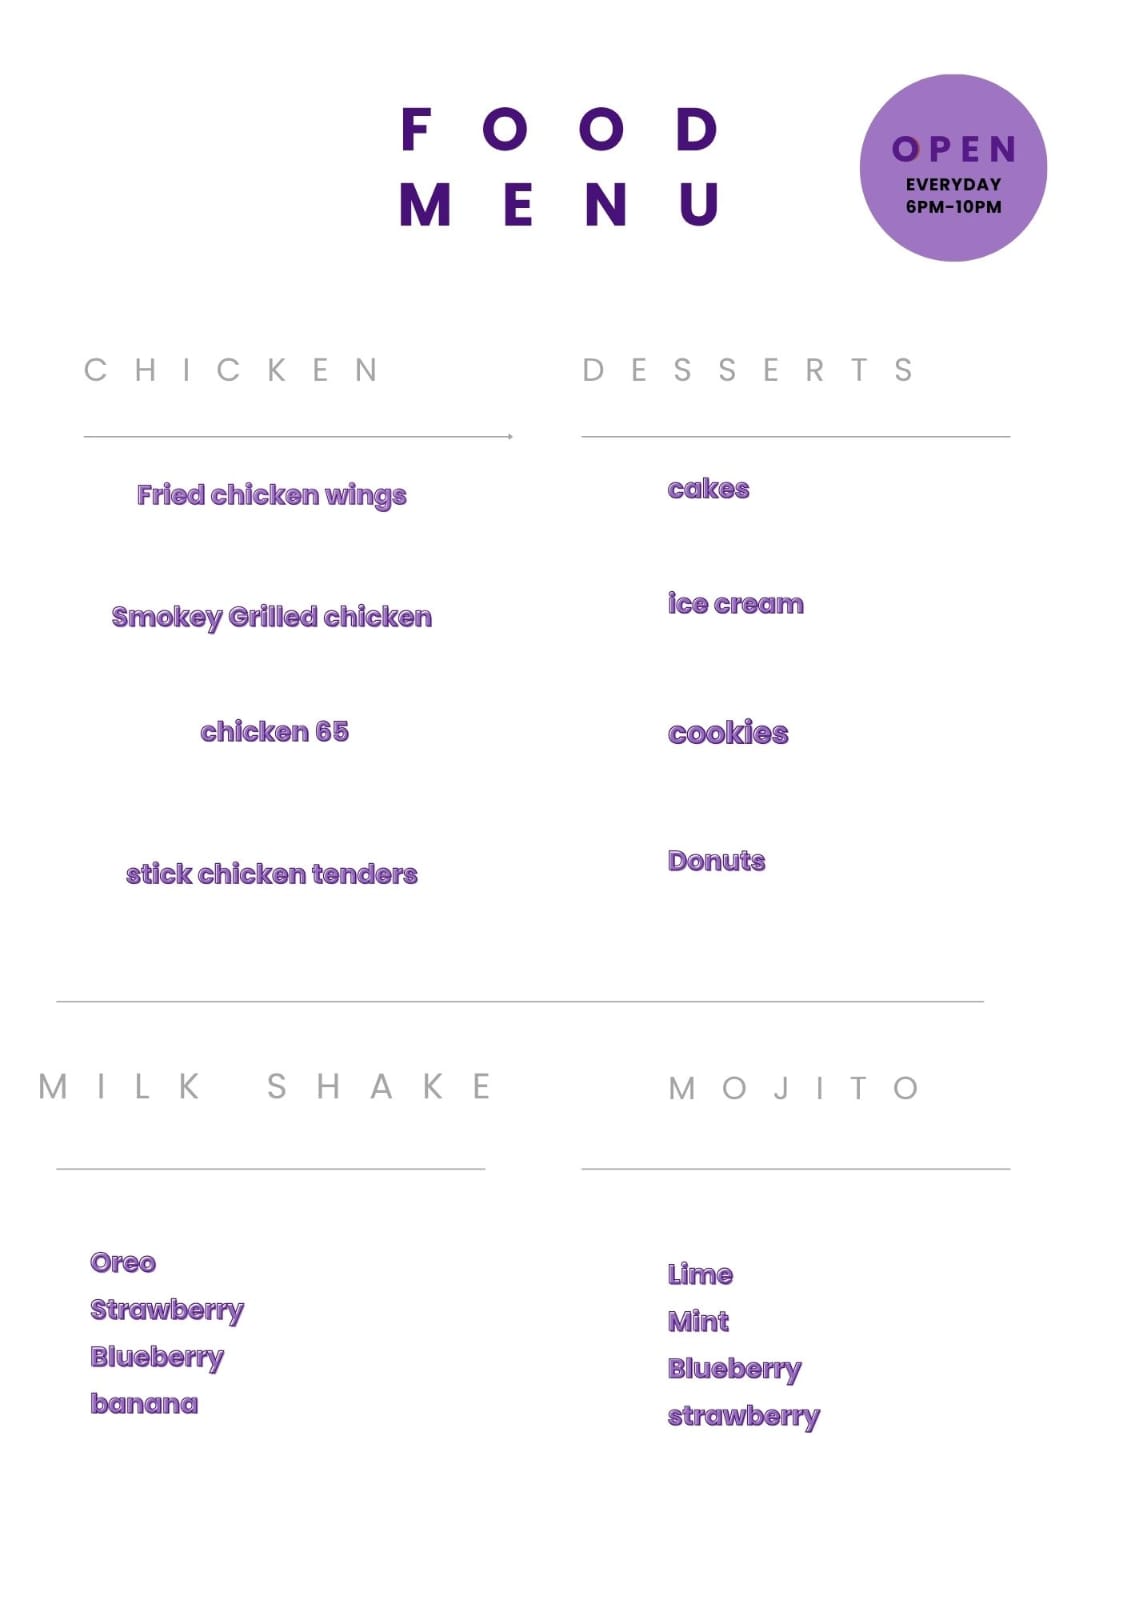 FOOD
MENU
OPEN
EVERYDAY
6PM-10PM
CHICKEN
Fried chicken wings
Smokey Grilled chicken
chicken 65
stick chicken tenders
DESSERTS
cakes
ice cream
cookies
Donuts
MILK SHAKE
Oreo
Strawberry
Blueberry
banana
MOJITO
Lime
Mint
Blueberry
strawberry